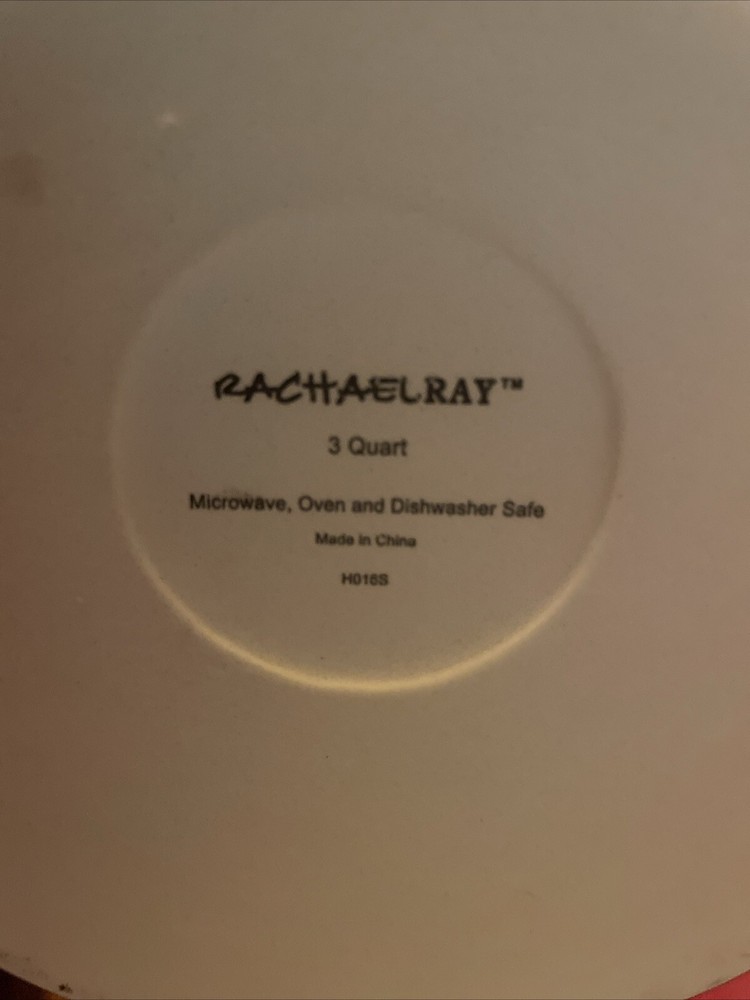 RACHAELRAY™
3 Quart
Microwave, Oven and Dishwasher Safe
Made in China
H016S